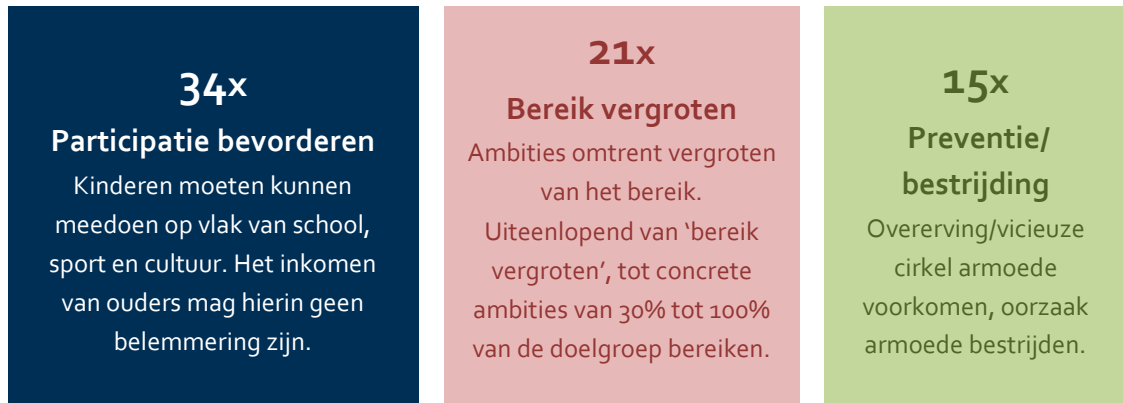 34x
Participatie bevorderen
Kinderen moeten kunnen
meedoen op vlak van school,
sport en cultuur. Het inkomen
van ouders mag hierin geen
belemmering zijn.
21x
Bereik vergroten
Ambities omtrent vergroten
van het bereik.
Uiteenlopend van ‘bereik
vergroten’, tot concrete
ambities van 30% tot 100%
van de doelgroep bereiken.
15x
Preventie/
bestrijding
Overerving/vicieuze
cirkel armoede
voorkomen, oorzaak
armoede bestrijden.